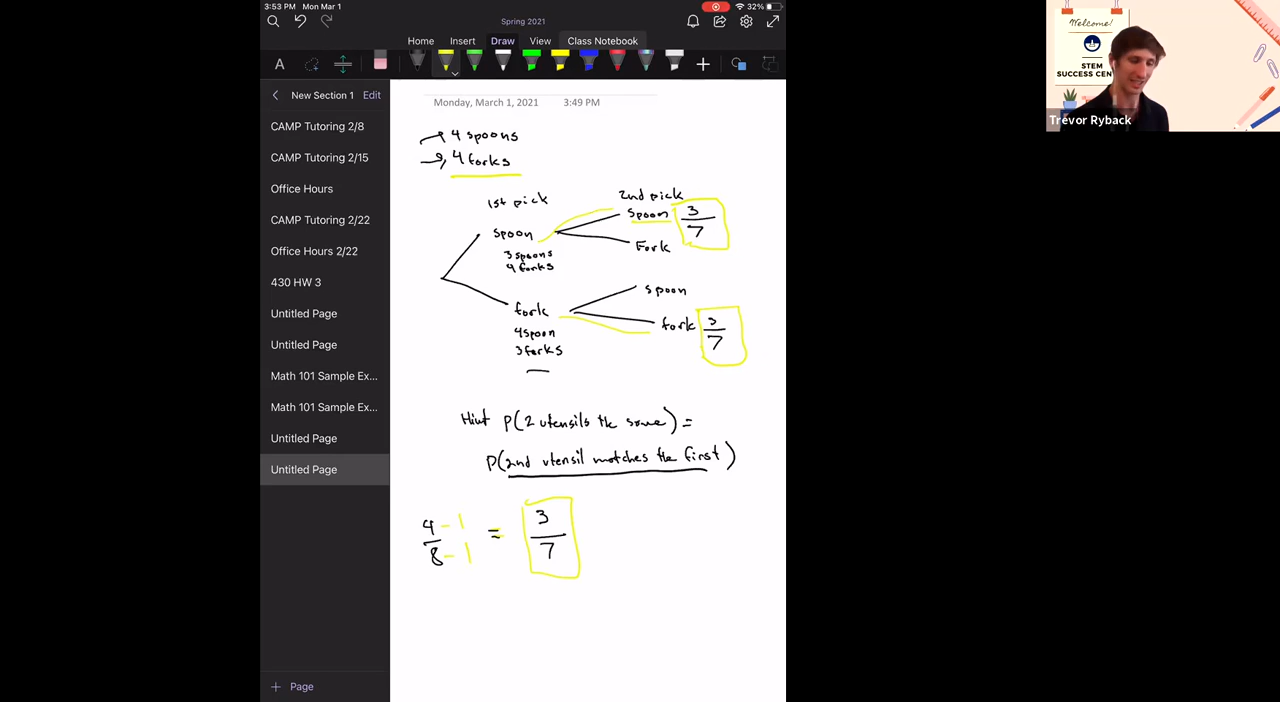 3:53 PM Mon Mar 1
32%
Spring 2021
Home Insert Draw View Class Notebook
A
New Section 1 Edit
CAMP Tutoring 2/8
CAMP Tutoring 2/15
Office Hours
CAMP Tutoring 2/22
Office Hours 2/22
430 HW 3
Untitled Page
Untitled Page
Math 101 Sample Ex...
Math 101 Sample Ex...
Untitled Page
Untitled Page
+ Page
Monday, March 1, 2021 3:49 PM
4 spoons
4 forks
1st pick
2nd pick
spoon
3 spoons
4 forks
spoon 3/7
Fork
fork
4 spoon
3 forks
spoon
fork 3/7
Hint P(2 utensils the same) =
P(2nd utensil matches the first)
4 - 1 / 8 - 1 = 3/7
Welcome!
STEM
SUCCESS CEN
Trevor Ryback